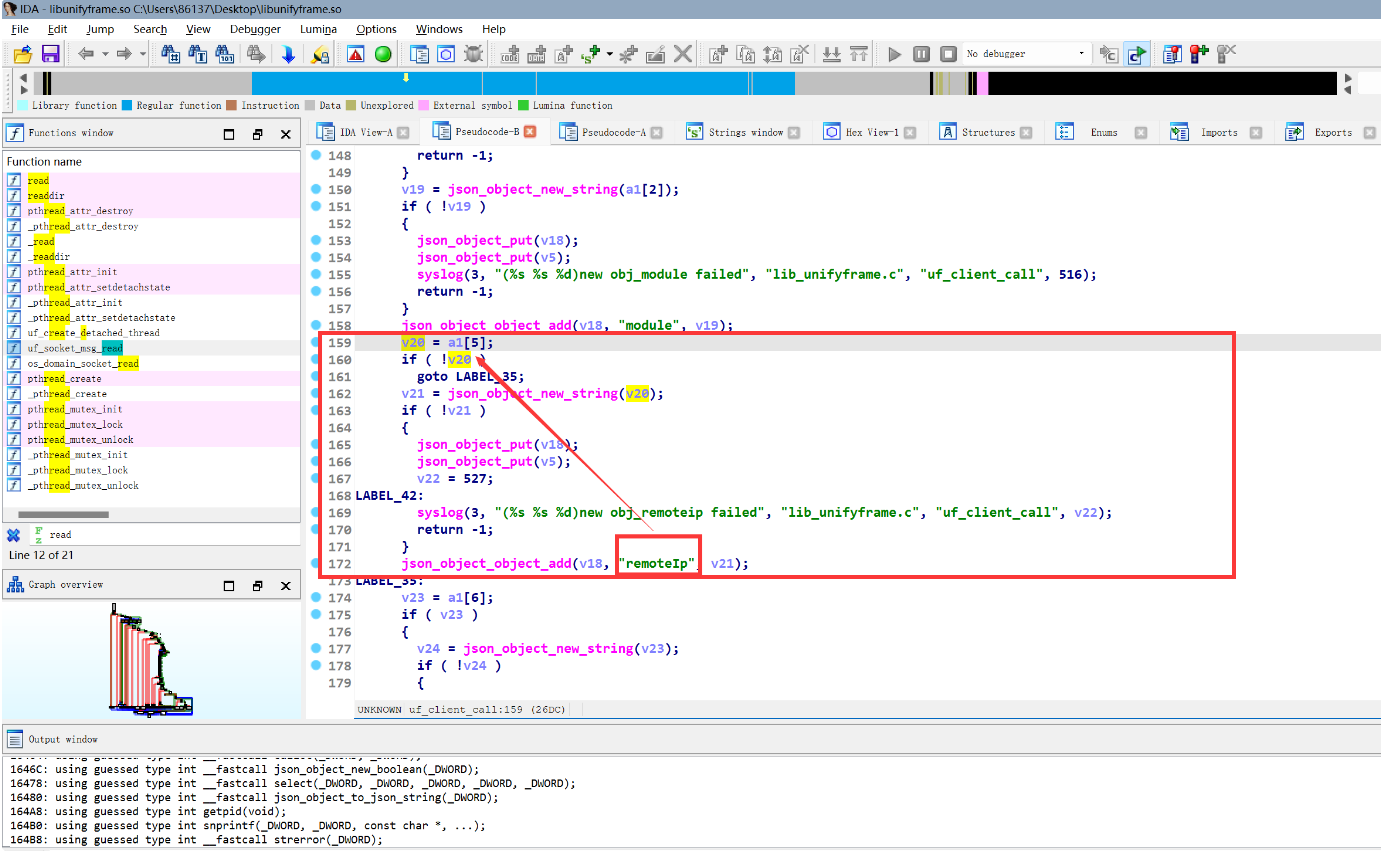 IDA - libunifyframe.so C:\Users\86137\Desktop\libunifyframe.so
File Edit Jump Search View Debugger Lumina Options Windows Help
No debugger
Library function Regular function Instruction Data Unexplored External symbol Lumina function
Functions window
IDA View-A Pseudocode-B Pseudocode-A Strings window Hex View-1 Structures Enums Imports Exports
Function name
read
readdir
pthread_attr_destroy
_pthread_attr_destroy
_read
_readdir
pthread_attr_init
pthread_attr_setdetachstate
_pthread_attr_init
_pthread_attr_setdetachstate
uf_create_detached_thread
uf_socket_msg_read
os_domain_socket_read
pthread_create
_pthread_create
pthread_mutex_init
pthread_mutex_lock
pthread_mutex_unlock
_pthread_mutex_init
_pthread_mutex_lock
_pthread_mutex_unlock
read
Line 12 of 21
Graph overview
148 return -1;
149 }
150 v19 = json_object_new_string(a1[2]);
151 if ( !v19 )
152 {
153 json_object_put(v18);
154 json_object_put(v5);
155 syslog(3, "(%s %s %d)new obj_module failed", "lib_unifyframe.c", "uf_client_call", 516);
156 return -1;
157 }
158 json_object_object_add(v18, "module", v19);
159 v20 = a1[5];
160 if ( !v20 )
161 goto LABEL_35;
162 v21 = json_object_new_string(v20);
163 if ( !v21 )
164 {
165 json_object_put(v18);
166 json_object_put(v5);
167 v22 = 527;
168 LABEL_42:
169 syslog(3, "(%s %s %d)new obj_remoteip failed", "lib_unifyframe.c", "uf_client_call", v22);
170 return -1;
171 }
172 json_object_object_add(v18, "remoteIp", v21);
173 LABEL_35:
174 v23 = a1[6];
175 if ( v23 )
176 {
177 v24 = json_object_new_string(v23);
178 if ( !v24 )
179 {
UNKNOWN uf_client_call:159 (26DC)
Output window
1646C: using guessed type int __fastcall json_object_new_boolean(_DWORD);
16478: using guessed type int __fastcall select(_DWORD, _DWORD, _DWORD, _DWORD, _DWORD);
16480: using guessed type int __fastcall json_object_to_json_string(_DWORD);
164A8: using guessed type int getpid(void);
164B0: using guessed type int snprintf(_DWORD, _DWORD, const char *, ...);
164B8: using guessed type int __fastcall strerror(_DWORD);